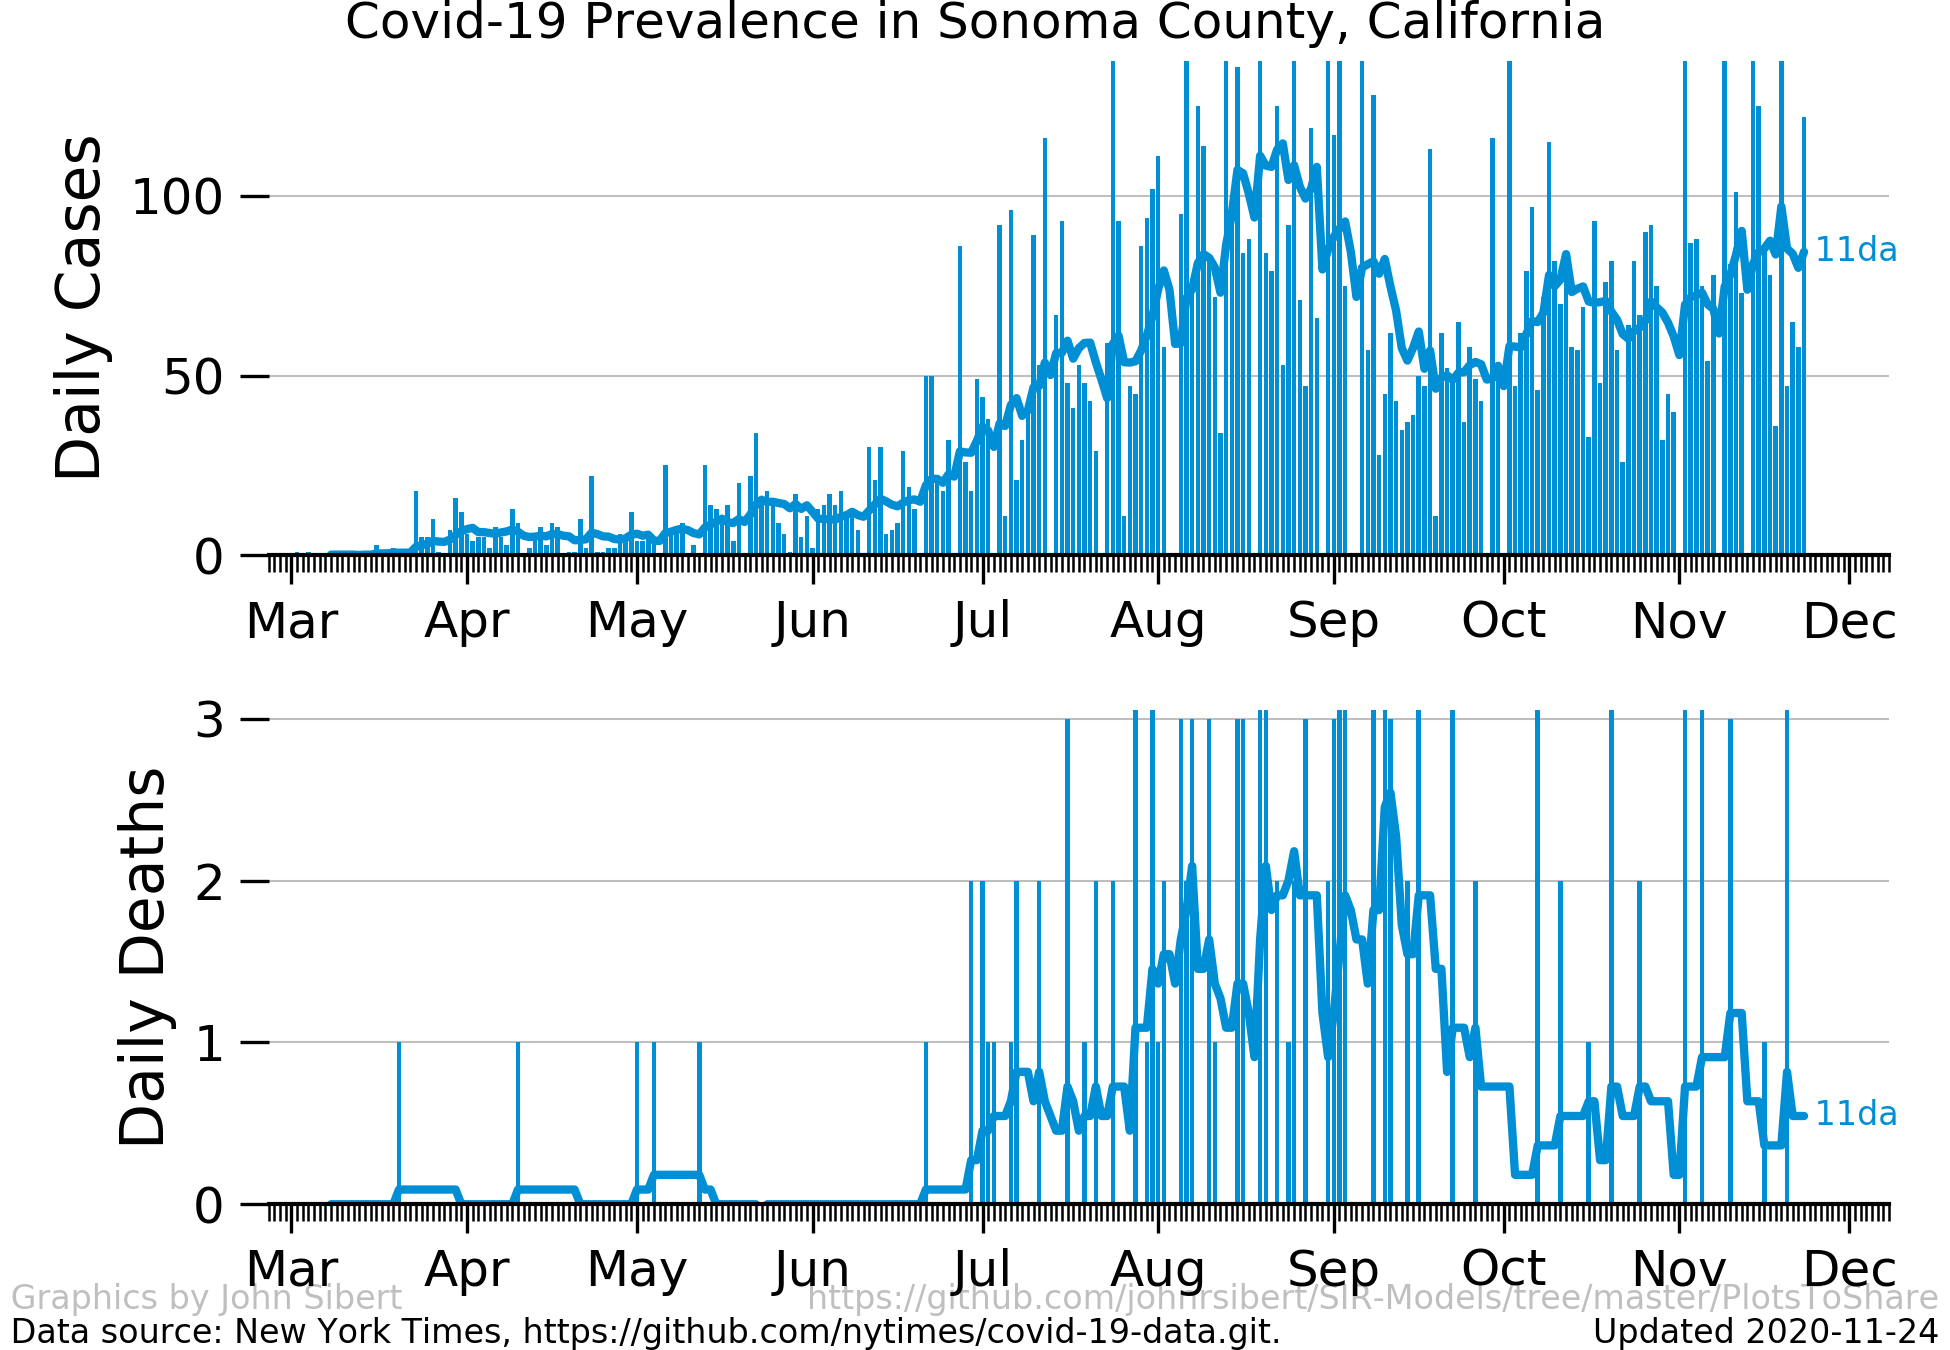 Covid-19 Prevalence in Sonoma County, California
Daily Cases
100
50
0
11da
Mar Apr May Jun Jul Aug Sep Oct Nov Dec
Daily Deaths
3
2
1
0
11da
Mar Apr May Jun Jul Aug Sep Oct Nov Dec
Graphics by John Sibert https://github.com/johnrsibert/SIR-Models/tree/master/PlotsToShare
Data source: New York Times, https://github.com/nytimes/covid-19-data.git. Updated 2020-11-24